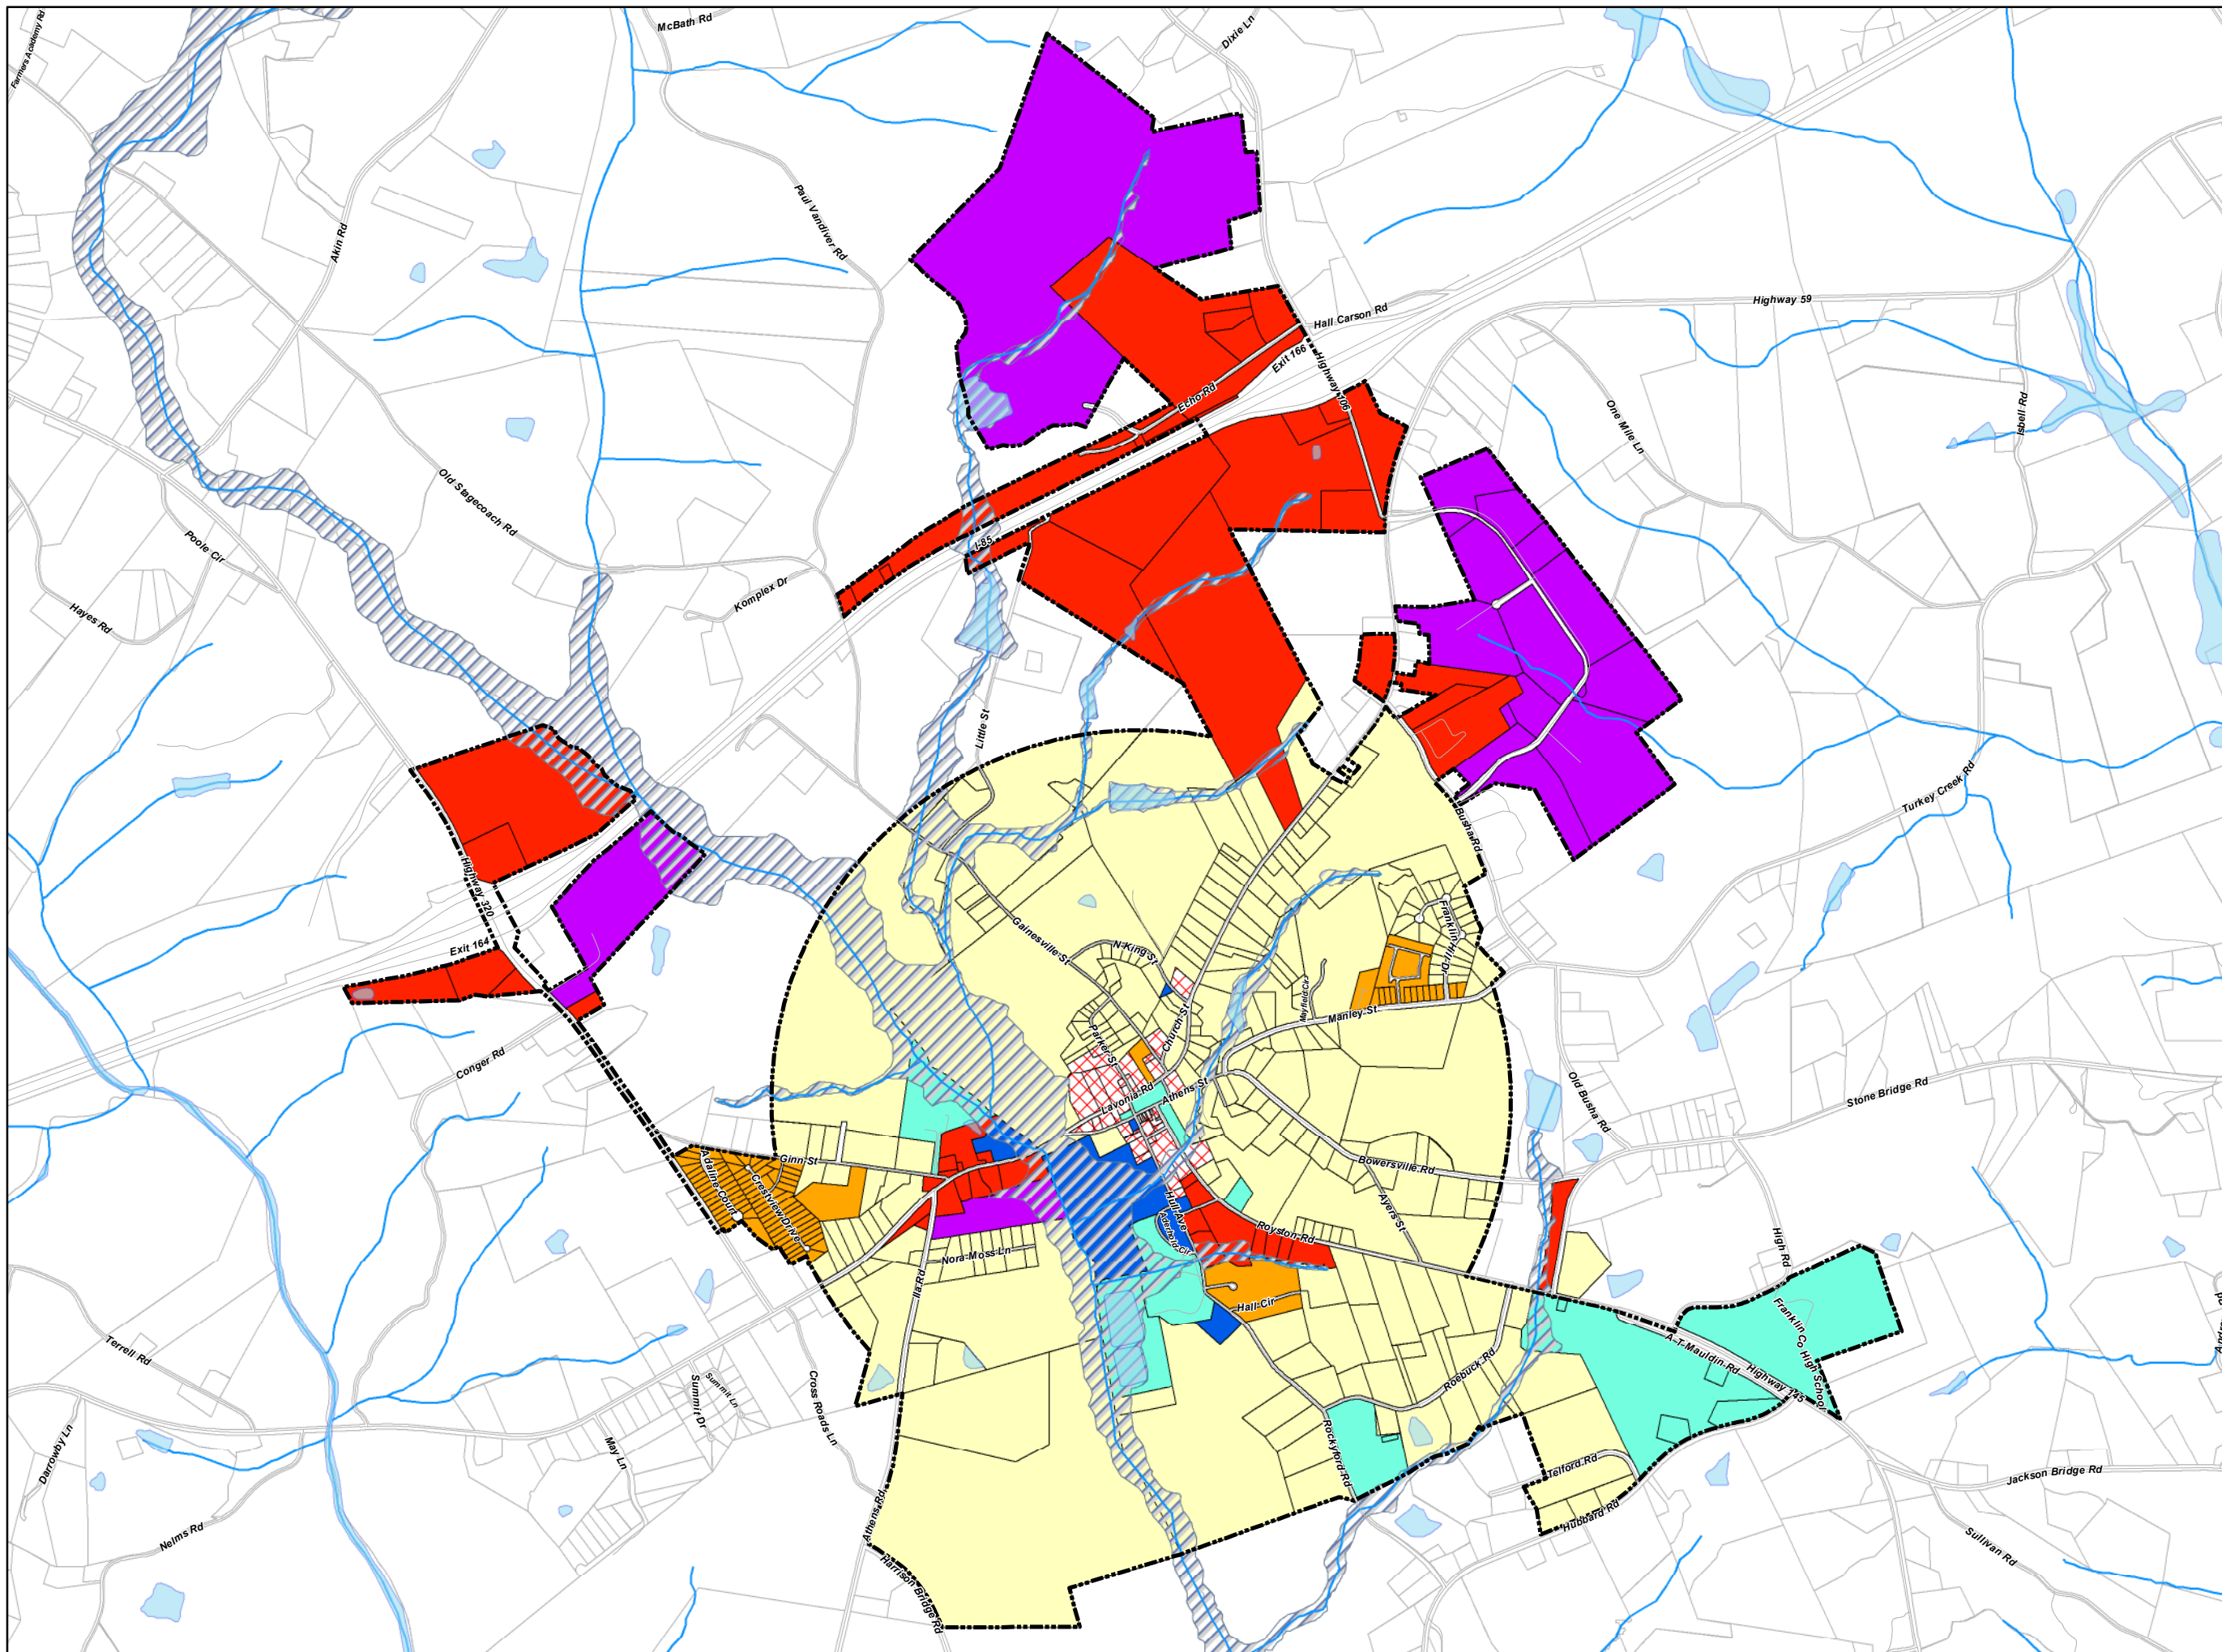 Farmers Academy Rd
McBath Rd
Dixie Ln
Akin Rd
Paul Vandiver Rd
Highway 59
Hall Carson Rd
Exit 166
Highway 106
Echo Rd
One Mile Ln
Isbell Rd
Old Stagecoach Rd
I-85
Poole Cir
Komplex Dr
Hayes Rd
Little St
Turkey Creek Rd
Busha Rd
Highway 320
Exit 164
Gainesville St
N King St
Franklin Hill Dr
Mayfield Cir
Manley St
Church St
Parker St
Conger Rd
Lavonia Rd
Athens St
Old Busha Rd
Stone Bridge Rd
Ginn St
Adaline Court
Crestview Drive
Bowersville Rd
Hull Ave
Aderhold Cir
Ayers St
Royston Rd
High Rd
Nora Moss Ln
Ila Rd
Hall Cir
Franklin Co High School
A T Mauldin Rd
Highway 145
Terrell Rd
Roebuck Rd
Summit Dr
Summit Ln
Cross Roads Ln
Rockyford Rd
Darrowby Ln
May Ln
Telford Rd
Jackson Bridge Rd
Hubbard Rd
Athens Rd
Nelms Rd
Harrison Bridge Rd
Sullivan Rd